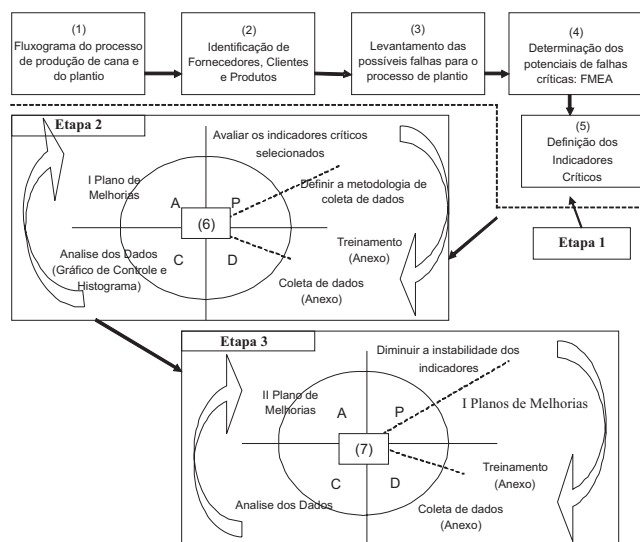 (1)
Fluxograma do processo
de produção de cana e
do plantio
(2)
Identificação de
Fornecedores, Clientes
e Produtos
(3)
Levantamento das
possíveis falhas para o
processo de plantio
(4)
Determinação dos
potenciais de falhas
críticas: FMEA
(5)
Definição dos
Indicadores
Críticos
Etapa 1
Etapa 2
Avaliar os indicadores críticos
selecionados
I Plano de
Melhorias
A
P
Definir a metodologia de
coleta de dados
(6)
Treinamento
(Anexo)
Analise dos Dados
(Gráfico de Controle e
Histograma)
C
D
Coleta de dados
(Anexo)
Etapa 3
Diminuir a instabilidade dos
indicadores
II Plano de
Melhorias
A
P
I Planos de Melhorias
(7)
Treinamento
(Anexo)
C
D
Analise dos Dados
Coleta de dados
(Anexo)